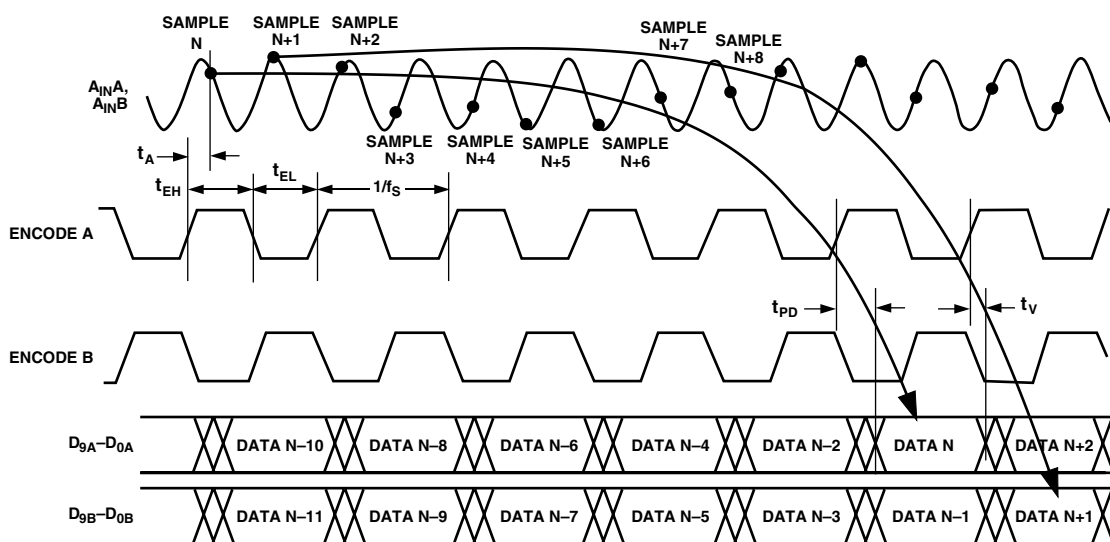 SAMPLE
N
SAMPLE
N+1
SAMPLE
N+2
SAMPLE
N+7
SAMPLE
N+8
AINA,
AINB
SAMPLE
N+3
SAMPLE
N+4
SAMPLE
N+5
SAMPLE
N+6
tA
tEH
tEL
1/fS
ENCODE A
tPD
tV
ENCODE B
D9A–D0A
DATA N–10
DATA N–8
DATA N–6
DATA N–4
DATA N–2
DATA N
DATA N+2
D9B–D0B
DATA N–11
DATA N–9
DATA N–7
DATA N–5
DATA N–3
DATA N–1
DATA N+1